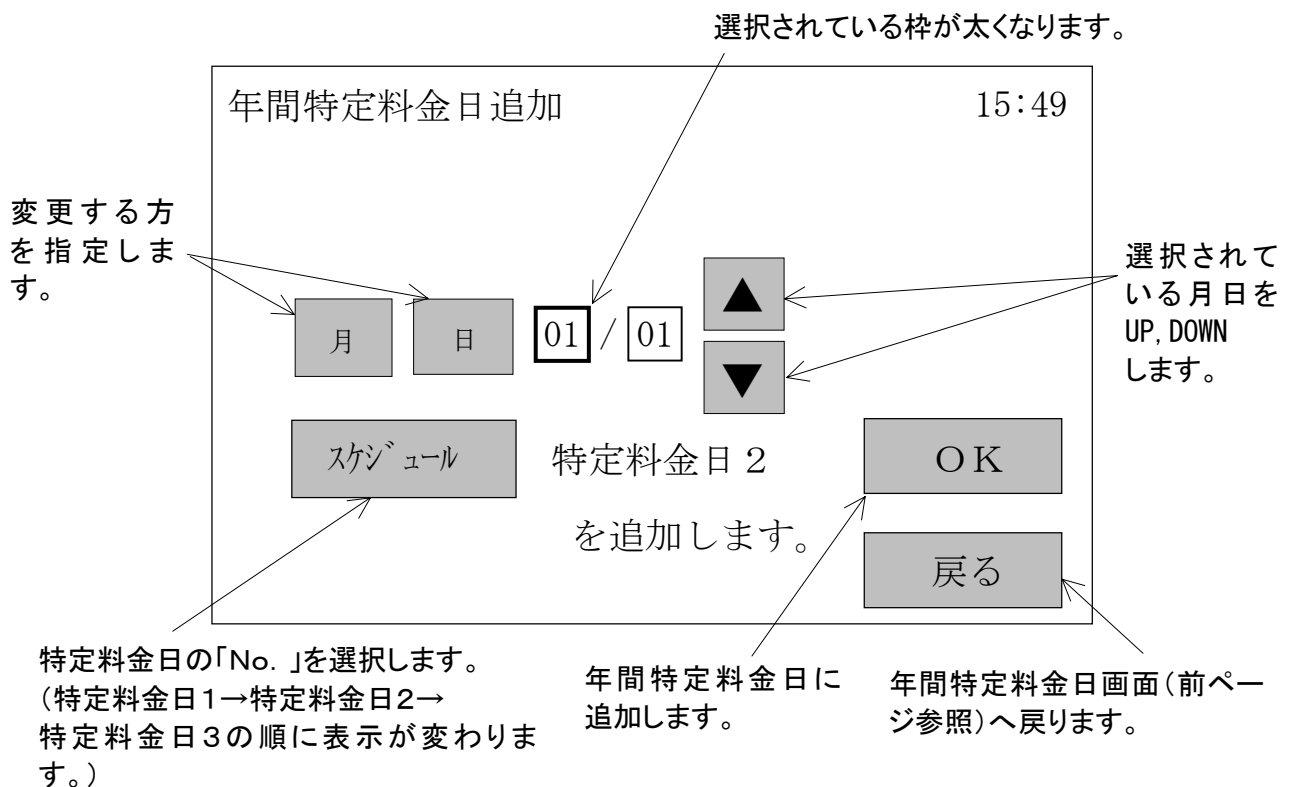 選択されている枠が太くなります。
年間特定料金日追加
15:49
変更する方
を指定しま
す。
選択されて
いる月日を
UP,DOWN
します。
月
日
01 / 01
▲
▼
スケジュール
特定料金日２
ＯＫ
を追加します。
戻る
特定料金日の「No．」を選択します。
（特定料金日１→特定料金日２→
特定料金日３の順に表示が変わりま
す。）
年間特定料金日に
追加します。
年間特定料金日画面（前ペー
ジ参照）へ戻ります。